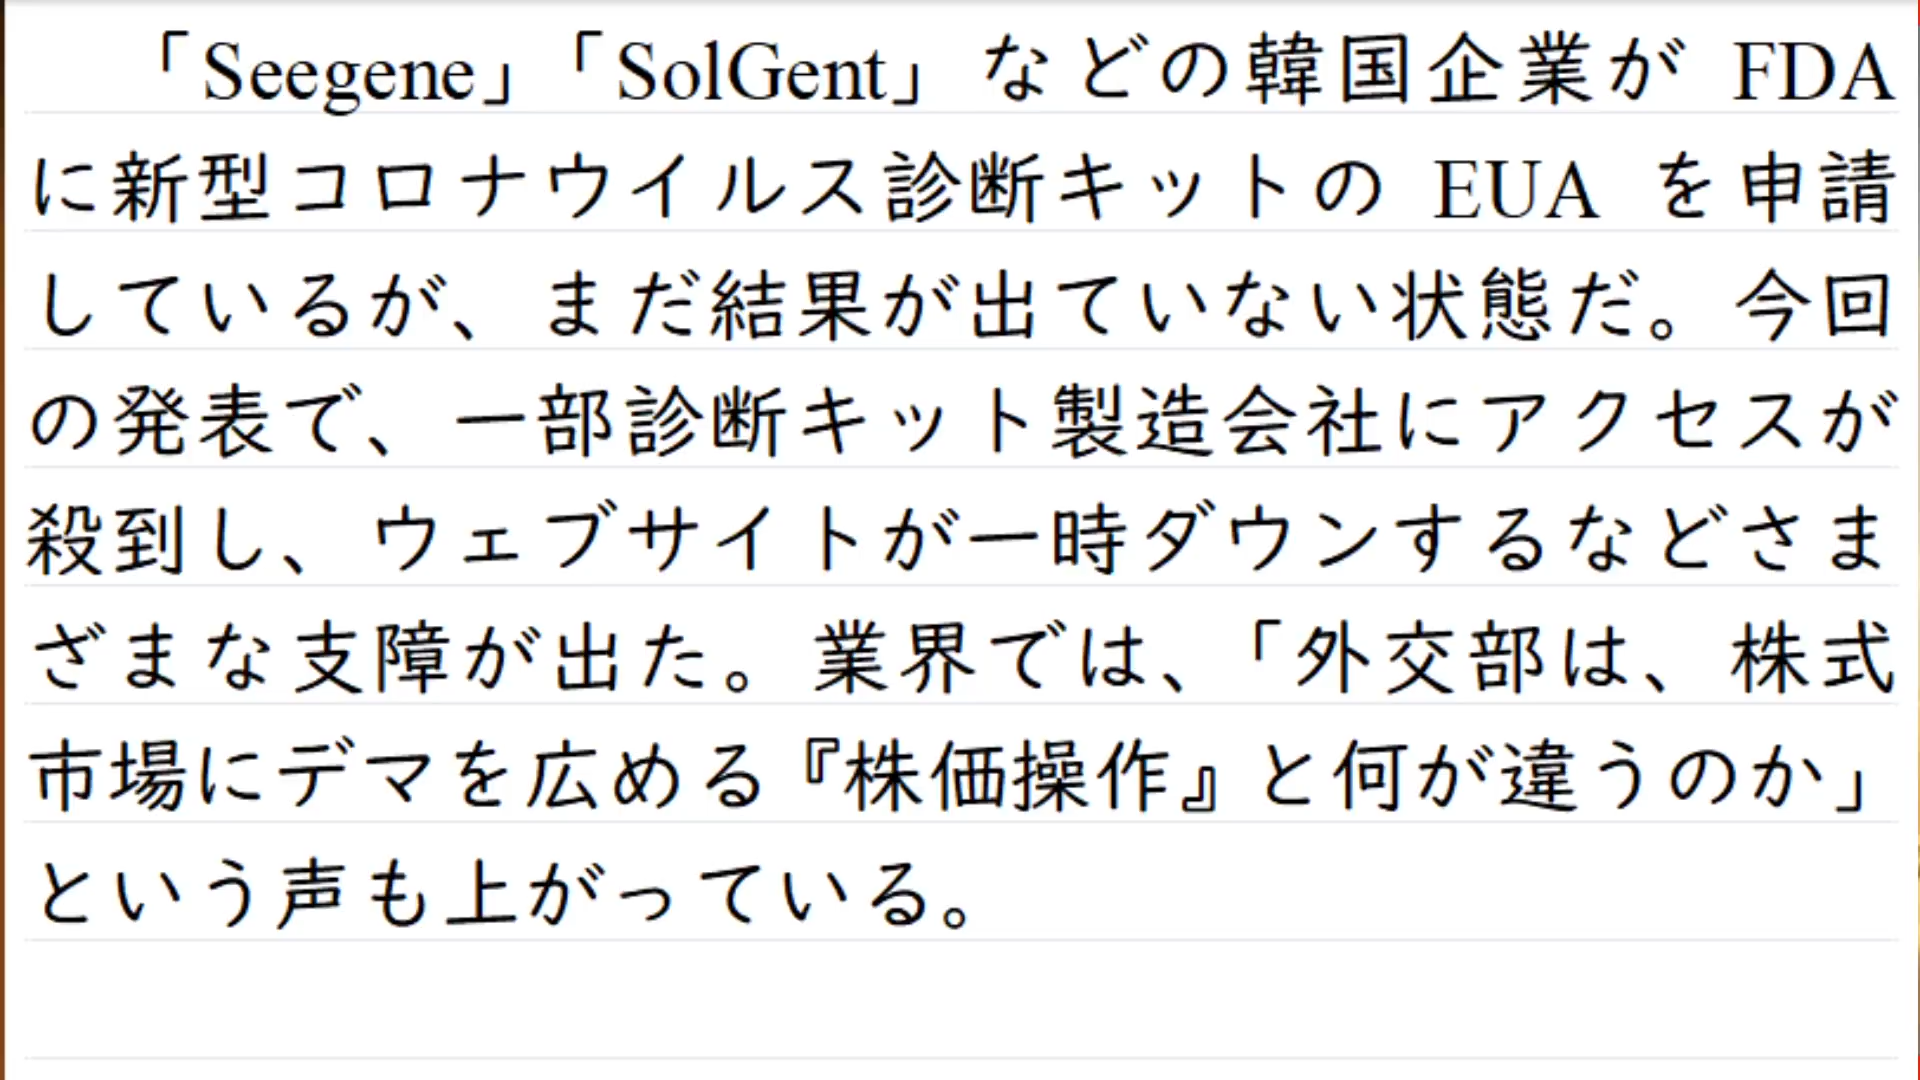 「Seegene」「SolGent」などの韓国企業が FDA
に新型コロナウイルス診断キットの EUA を申請
しているが、まだ結果が出ていない状態だ。今回
の発表で、一部診断キット製造会社にアクセスが
殺到し、ウェブサイトが一時ダウンするなどさま
ざまな支障が出た。業界では、「外交部は、株式
市場にデマを広める『株価操作』と何が違うのか」
という声も上がっている。